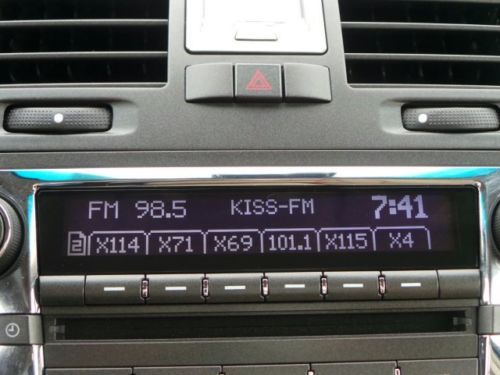 FM 98.5 KISS-FM 7:41
2 X114 X71 X69 101.1 X115 X4